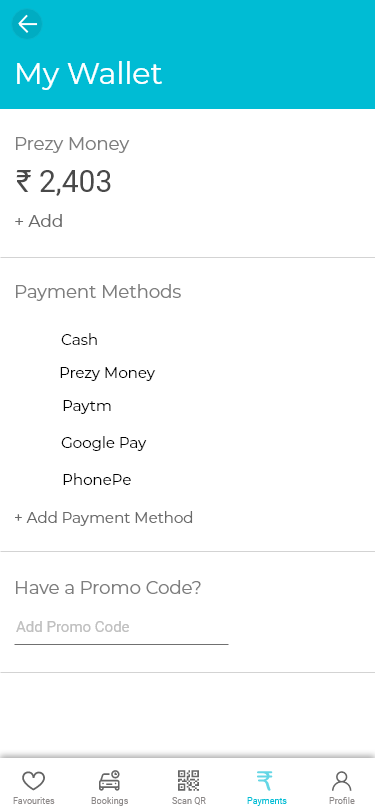 My Wallet
Prezy Money
₹ 2,403
+ Add
Payment Methods
Cash
Prezy Money
Paytm
Google Pay
PhonePe
+ Add Payment Method
Have a Promo Code?
Add Promo Code
Favourites
Bookings
Scan QR
₹
Payments
Profile